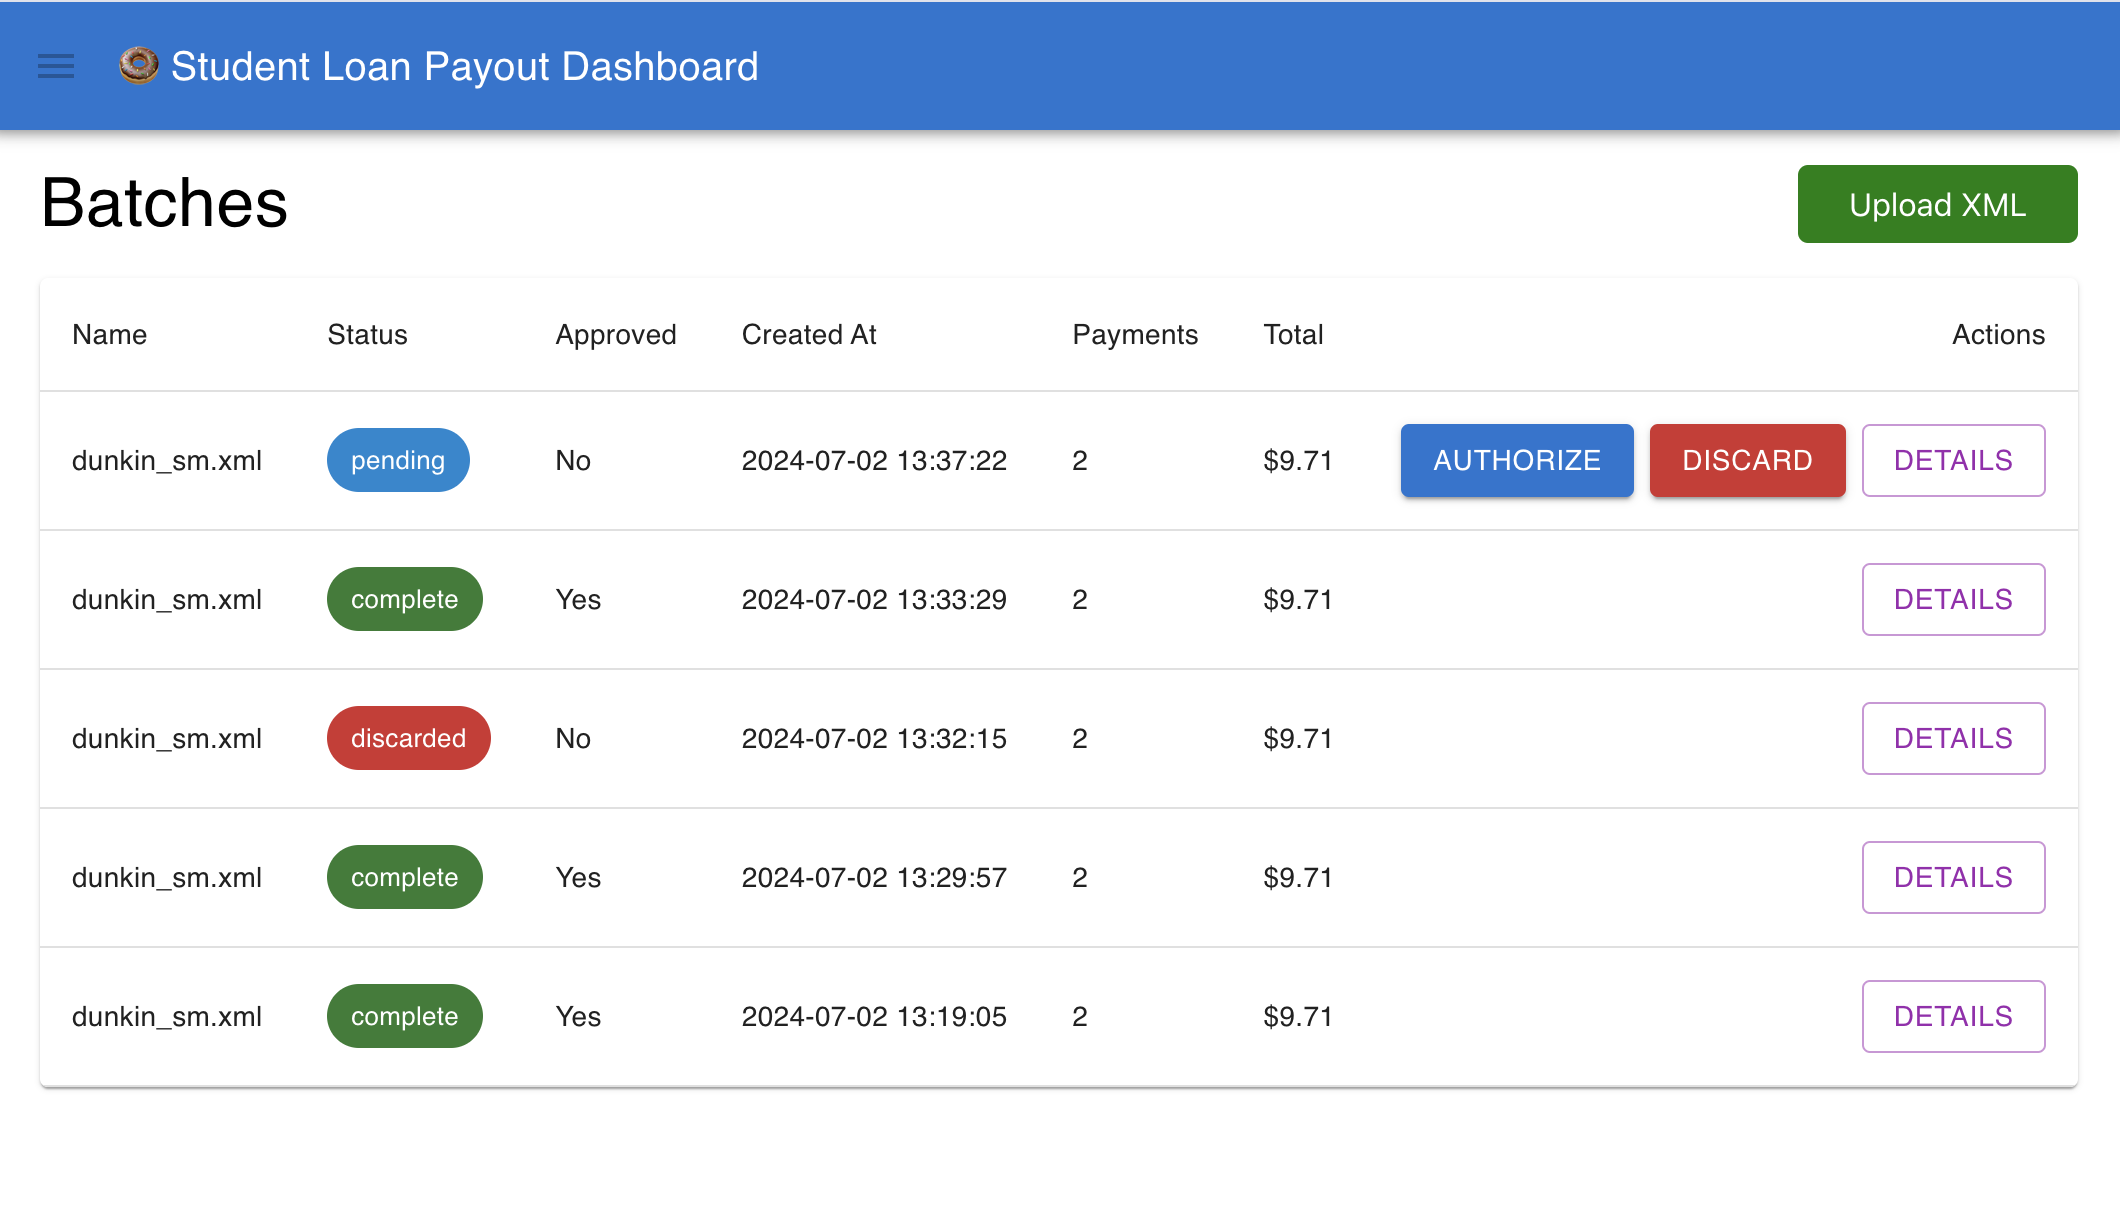 Student Loan Payout Dashboard
Batches
Upload XML
Name Status Approved Created At Payments Total Actions
dunkin_sm.xml pending No 2024-07-02 13:37:22 2 $9.71 AUTHORIZE DISCARD DETAILS
dunkin_sm.xml complete Yes 2024-07-02 13:33:29 2 $9.71 DETAILS
dunkin_sm.xml discarded No 2024-07-02 13:32:15 2 $9.71 DETAILS
dunkin_sm.xml complete Yes 2024-07-02 13:29:57 2 $9.71 DETAILS
dunkin_sm.xml complete Yes 2024-07-02 13:19:05 2 $9.71 DETAILS